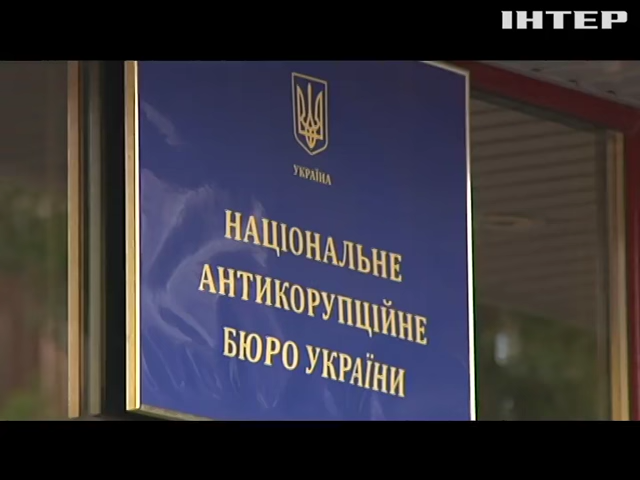 ІНТЕР
УКРАЇНА
НАЦІОНАЛЬНЕ
АНТИКОРУПЦІЙНЕ
БЮРО УКРАЇНИ